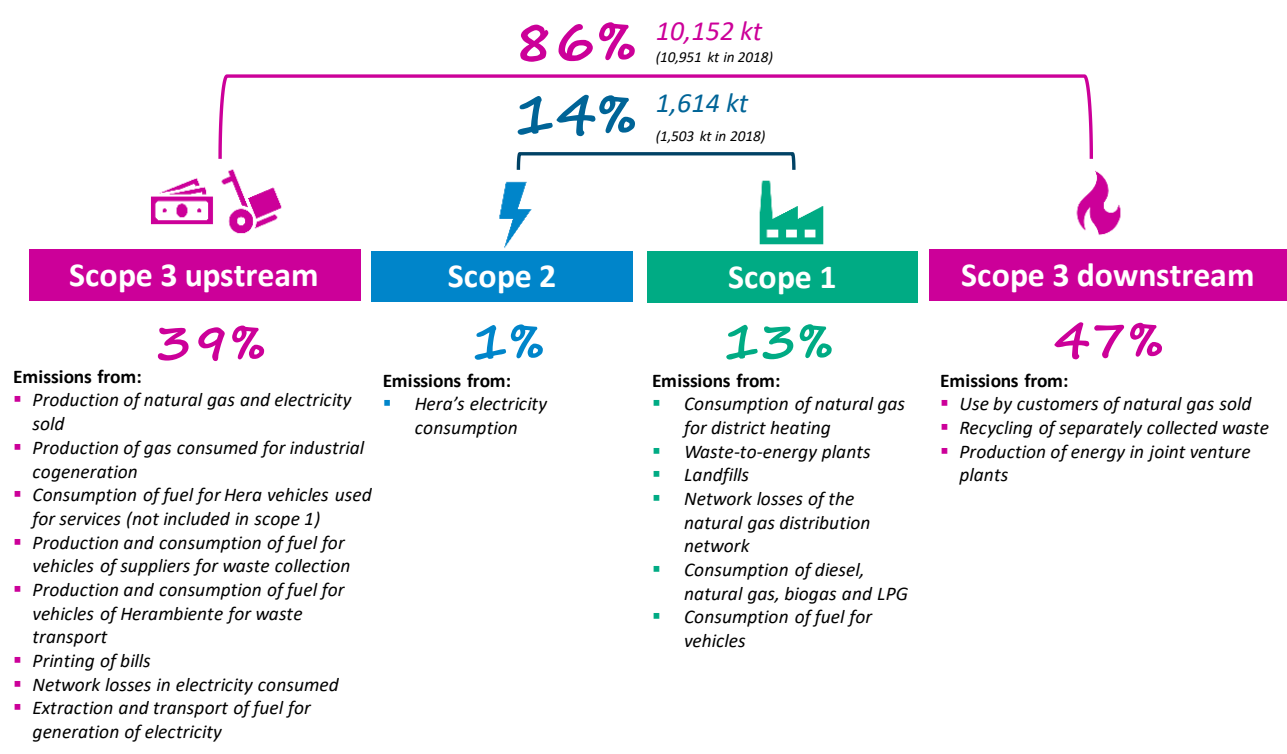 86%
10,152 kt
(10,951 kt in 2018)
14%
1,614 kt
(1,503 kt in 2018)
Scope 3 upstream
39%
Emissions from:
▪ Production of natural gas and electricity
sold
▪ Production of gas consumed for industrial
cogeneration
▪ Consumption of fuel for Hera vehicles used
for services (not included in scope 1)
▪ Production and consumption of fuel for
vehicles of suppliers for waste collection
▪ Production and consumption of fuel for
vehicles of Herambiente for waste
transport
▪ Printing of bills
▪ Network losses in electricity consumed
▪ Extraction and transport of fuel for
generation of electricity
Scope 2
1%
Emissions from:
▪ Hera's electricity
consumption
Scope 1
13%
Emissions from:
▪ Consumption of natural gas
for district heating
▪ Waste-to-energy plants
▪ Landfills
▪ Network losses of the
natural gas distribution
network
▪ Consumption of diesel,
natural gas, biogas and LPG
▪ Consumption of fuel for
vehicles
Scope 3 downstream
47%
Emissions from:
▪ Use by customers of natural gas sold
▪ Recycling of separately collected waste
▪ Production of energy in joint venture
plants